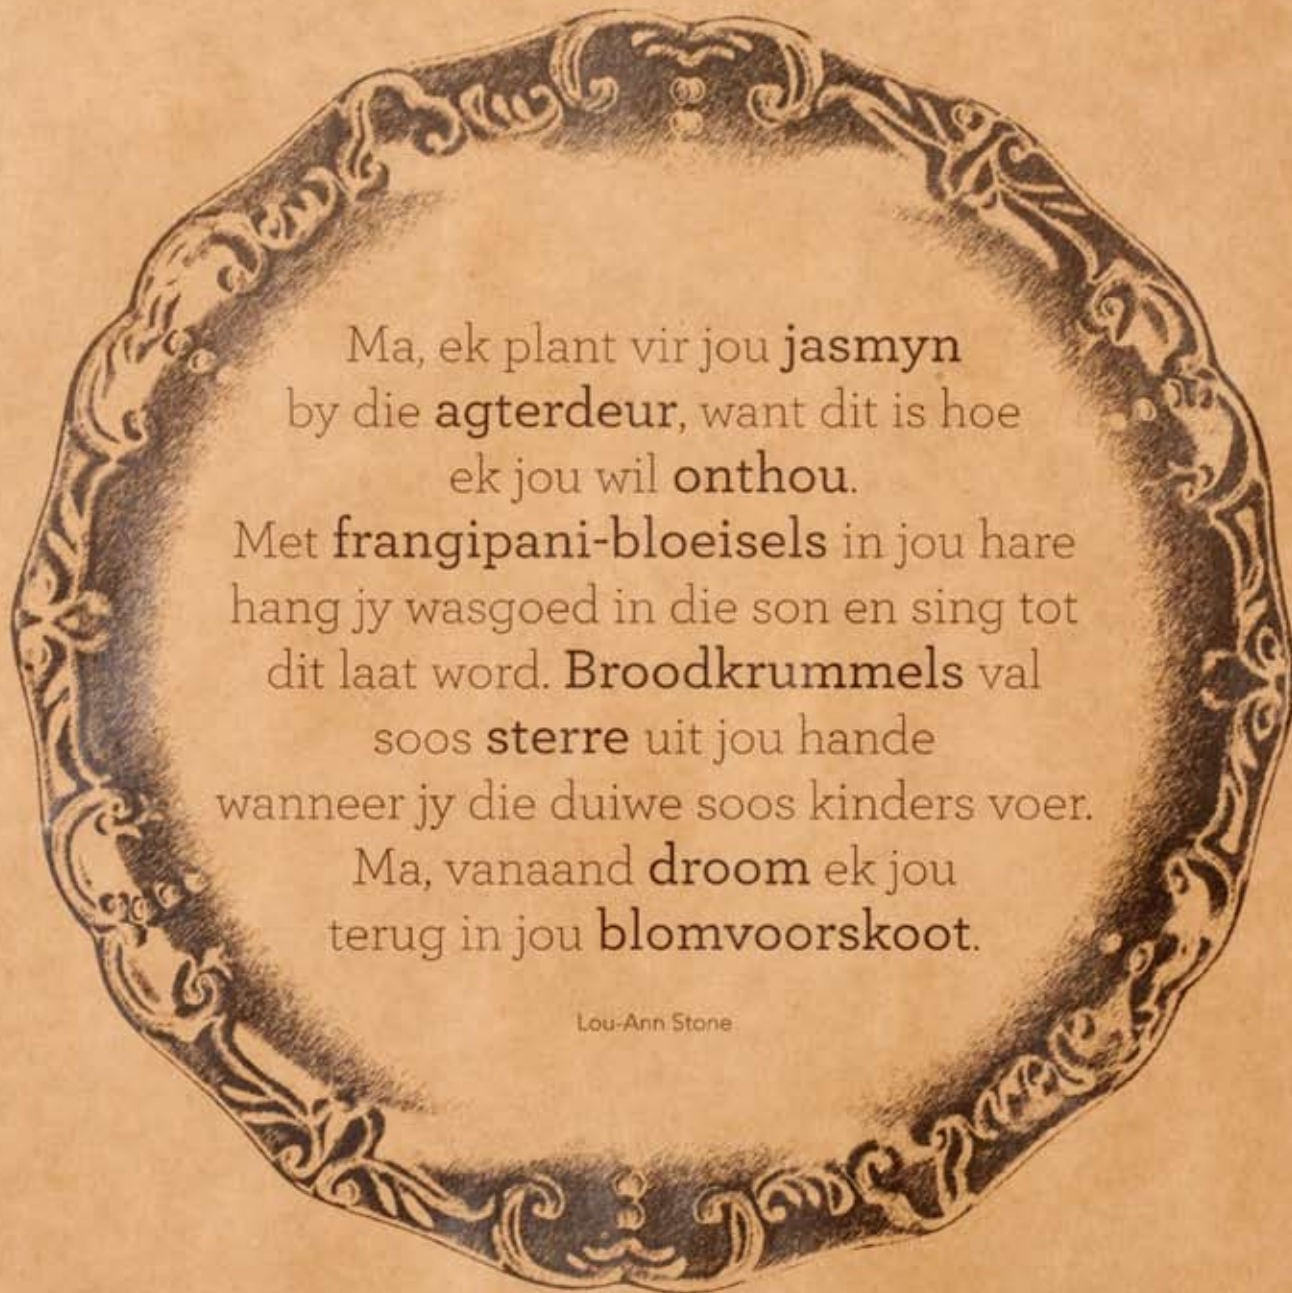 Ma, ek plant vir jou jasmyn
by die agterdeur, want dit is hoe
ek jou wil onthou.
Met frangipani-bloeisels in jou hare
hang jy wasgoed in die son en sing tot
dit laat word. Broodkrummels val
soos sterre uit jou hande
wanneer jy die duiwe soos kinders voer.
Ma, vanaand droom ek jou
terug in jou blomvoorskoot.
Lou-Ann Stone